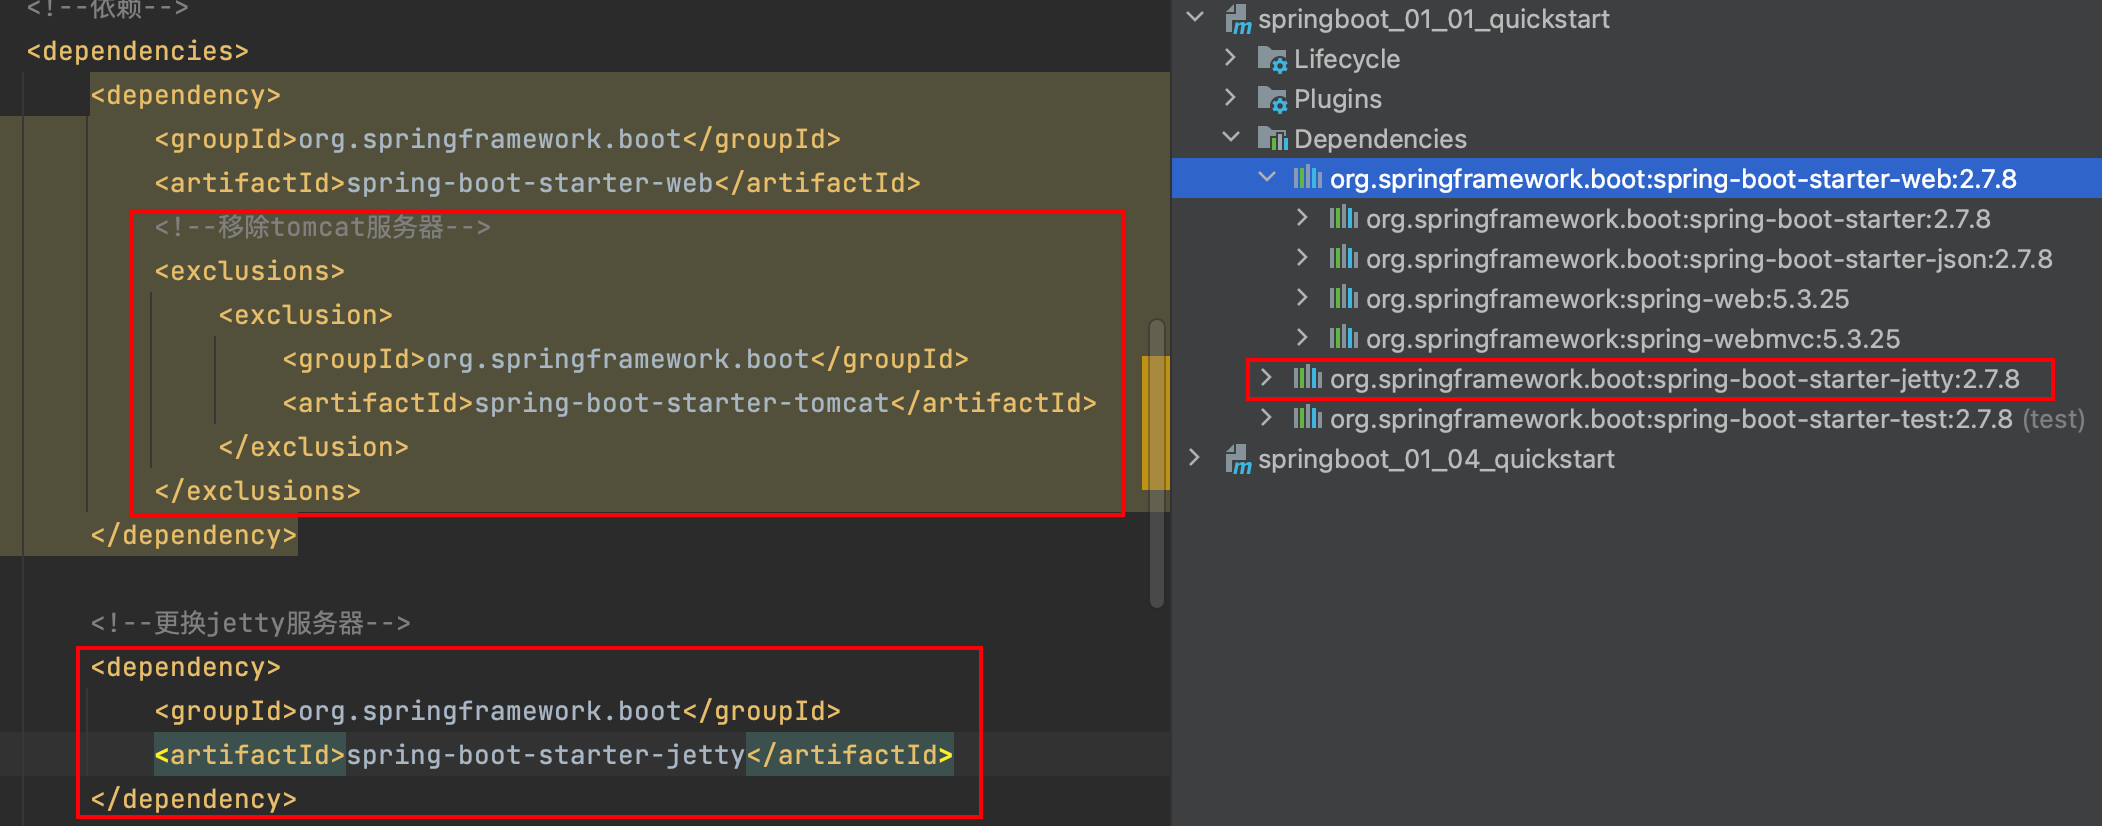 <!--依赖-->
<dependencies>
<dependency>
<groupId>org.springframework.boot</groupId>
<artifactId>spring-boot-starter-web</artifactId>
<!--移除tomcat服务器-->
<exclusions>
<exclusion>
<groupId>org.springframework.boot</groupId>
<artifactId>spring-boot-starter-tomcat</artifactId>
</exclusion>
</exclusions>
</dependency>
<!--更换jetty服务器-->
<dependency>
<groupId>org.springframework.boot</groupId>
<artifactId>spring-boot-starter-jetty</artifactId>
</dependency>
springboot_01_01_quickstart
Lifecycle
Plugins
Dependencies
org.springframework.boot:spring-boot-starter-web:2.7.8
org.springframework.boot:spring-boot-starter:2.7.8
org.springframework.boot:spring-boot-starter-json:2.7.8
org.springframework:spring-web:5.3.25
org.springframework:spring-webmvc:5.3.25
org.springframework.boot:spring-boot-starter-jetty:2.7.8
org.springframework.boot:spring-boot-starter-test:2.7.8 (test)
springboot_01_04_quickstart